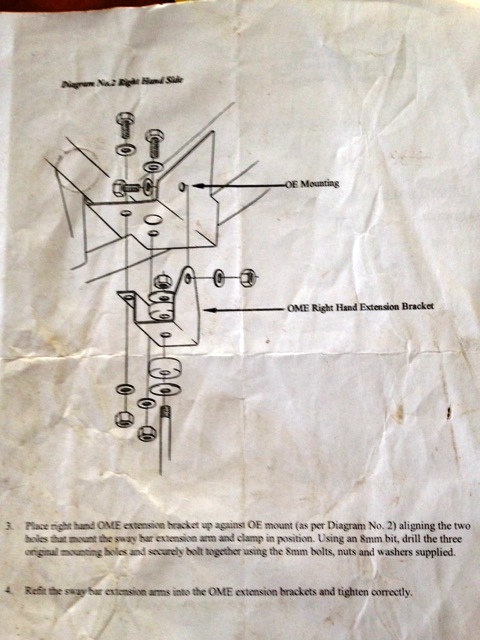 Diagram No.2 Right Hand Side
OE Mounting
OME Right Hand Extension Bracket
3. Place right hand OME extension bracket up against OE mount (as per Diagram No. 2) aligning the two
holes that mount the sway bar extension arm and clamp in position. Using an 8mm bit, drill the three
original mounting holes and securely bolt together using the 8mm bolts, nuts and washers supplied.
4. Refit the sway bar extension arms into the OME extension brackets and tighten correctly.